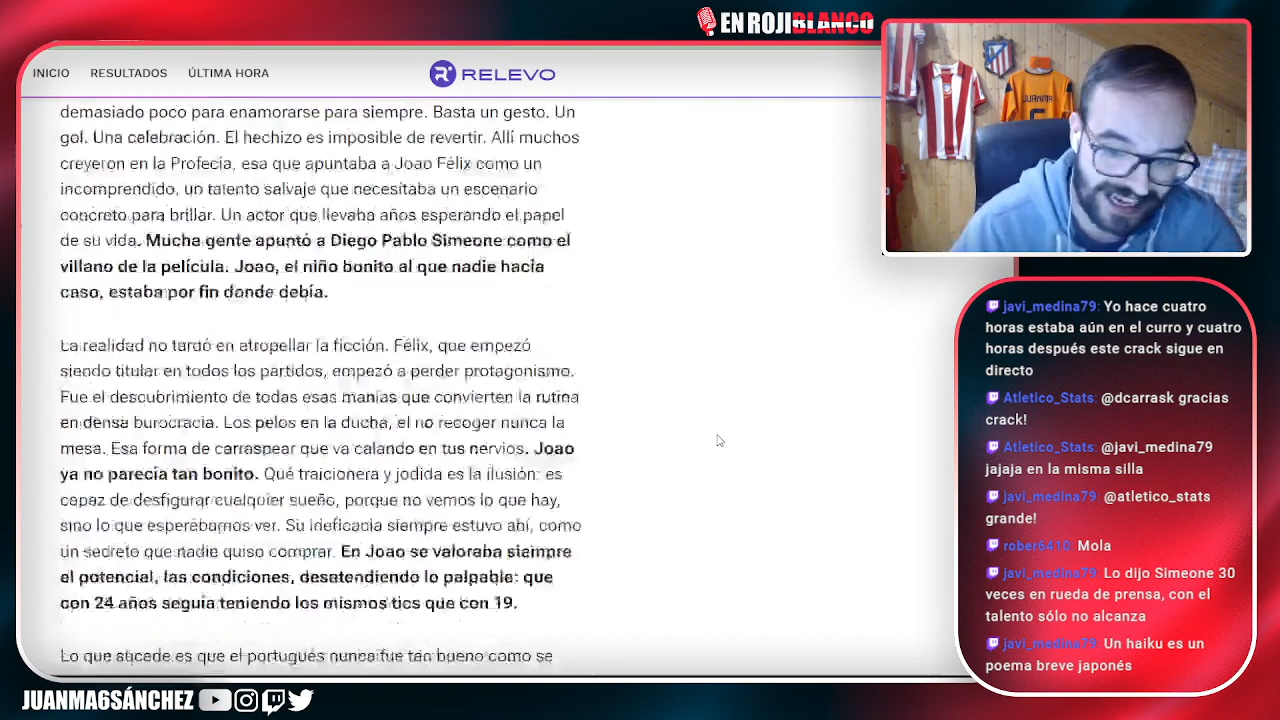 EN ROJIBLANCO
INICIO RESULTADOS ÚLTIMA HORA
RELEVO
demasiado poco para enamorarse para siempre. Basta un gesto. Un
gol. Una celebración. El hechizo es imposible de revertir. Allí muchos
creyeron en la Profecía, esa que apuntaba a Joao Félix como un
incomprendido, un talento salvaje que necesitaba un escenario
concreto para brillar. Un actor que llevaba años esperando el papel
de su vida. Mucha gente apuntó a Diego Pablo Simeone como el
villano de la película. Joao, el niño bonito al que nadie hacía
caso, estaba por fin donde debía.
La realidad no tardó en atropellar la ficción. Félix, que empezó
siendo titular en todos los partidos, empezó a perder protagonismo.
Fue el descubrimiento de todas esas manías que convierten la rutina
en densa burocracia. Los pelos en la ducha, el no recoger nunca la
mesa. Esa forma de carraspear que va calando en tus nervios. Joao
ya no parecía tan bonito. Qué traicionera y jodida es la ilusión: es
capaz de desfigurar cualquier sueño, porque no vemos lo que hay,
sino lo que esperábamos ver. Su ineficacia siempre estuvo ahí, como
un secreto que nadie quiso comprar. En Joao se valoraba siempre
el potencial, las condiciones, desatendiendo lo palpable: que
con 24 años seguía teniendo los mismos tics que con 19.
Lo que sucede es que el portugués nunca fue tan bueno como se
JUANMA
javi_medina79: Yo hace cuatro
horas estaba aún en el curro y cuatro
horas después este crack sigue en
directo
Atletico_Stats: @dcarrask gracias
crack!
Atletico_Stats: @javi_medina79
jajaja en la misma silla
javi_medina79: @atletico_stats
grande!
rober6410: Mola
javi_medina79: Lo dijo Simeone 30
veces en rueda de prensa, con el
talento sólo no alcanza
javi_medina79: Un haiku es un
poema breve japonés
JUANMA6SÁNCHEZ